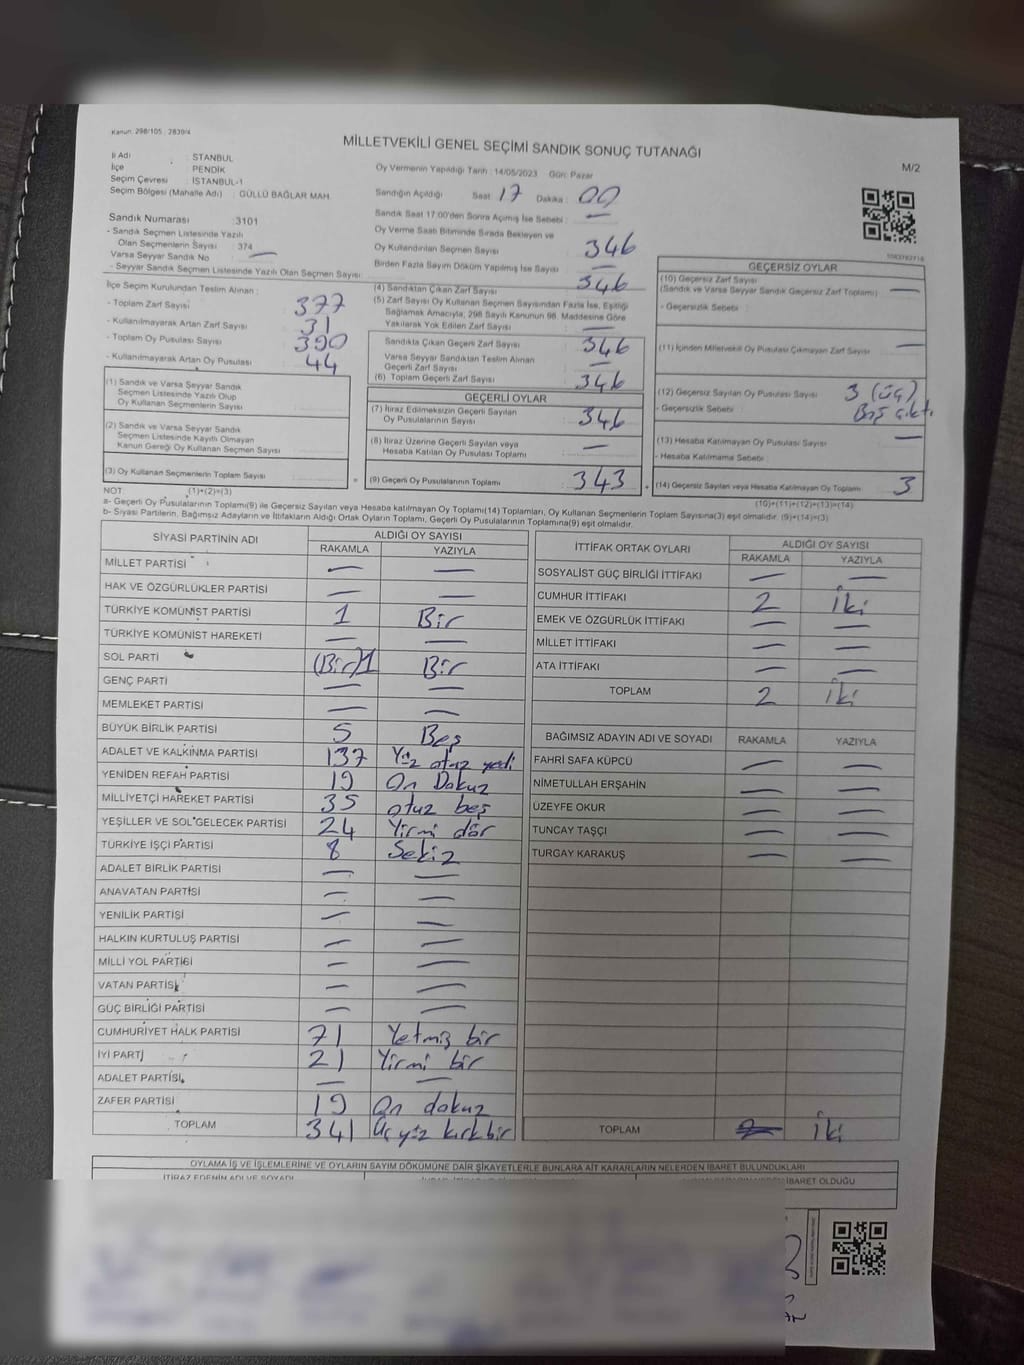 Kanun: 298/105 ; 2839/4
MİLLETVEKİLİ GENEL SEÇİMİ SANDIK SONUÇ TUTANAĞI
M/2
İl Adı : STANBUL
İlçe : PENDİK
Seçim Çevresi : İSTANBUL-1
Seçim Bölgesi (Mahalle Adı) : GÜLLÜ BAĞLAR MAH.
Oy Vermenin Yapıldığı Tarih : 14/05/2023 Gün: Pazar
Sandığın Açıldığı Saat : 17 Dakika : 00
Sandık Saat 17.00'den Sonra Açılmış İse Sebebi : —
Oy Verme Saati Bitiminde Sırada Bekleyen ve
Oy Kullandırılan Seçmen Sayısı 346
Birden Fazla Sayım Döküm Yapılmış İse Sayısı —
Sandık Numarası : 3101
- Sandık Seçmen Listesinde Yazılı
Olan Seçmenlerin Sayısı : 374
Varsa Seyyar Sandık No —
- Seyyar Sandık Seçmen Listesinde Yazılı Olan Seçmen Sayısı
İlçe Seçim Kurulundan Teslim Alınan :
- Toplam Zarf Sayısı : 377
- Kullanılmayarak Artan Zarf Sayısı : 31
- Toplam Oy Pusulası Sayısı : 390
- Kullanılmayarak Artan Oy Pusulası : 44
(1) Sandık ve Varsa Seyyar Sandık
Seçmen Listesinde Yazılı Olup
Oy Kullanan Seçmenlerin Sayısı :
(2) Sandık ve Varsa Seyyar Sandık
Seçmen Listesinde Kayıtlı Olmayan
Kanun Gereği Oy Kullanan Seçmen Sayısı
(3) Oy Kullanan Seçmenlerin Toplam Sayısı
(1)+(2)=(3)
(4) Sandıktan Çıkan Zarf Sayısı 346
(5) Zarf Sayısı Oy Kullanan Seçmen Sayısından Fazla İse, Eşitliği
Sağlamak Amacıyla, 298 Sayılı Kanunun 98. Maddesine Göre
Yakılarak Yok Edilen Zarf Sayısı : —
Sandıkta Çıkan Geçerli Zarf Sayısı : 346
Varsa Seyyar Sandıktan Teslim Alınan
Geçerli Zarf Sayısı : —
(6) Toplam Geçerli Zarf Sayısı : 346
GEÇERLİ OYLAR
(7) İtiraz Edilmeksizin Geçerli Sayılan
Oy Pusulalarının Sayısı : 346
(8) İtiraz Üzerine Geçerli Sayılan veya
Hesaba Katılan Oy Pusulası Toplamı : —
(9) Geçerli Oy Pusulalarının Toplamı : 343
GEÇERSİZ OYLAR
(10) Geçersiz Zarf Sayısı
(Sandık ve Varsa Seyyar Sandık Geçersiz Zarf Toplamı) : —
- Geçersizlik Sebebi :
(11) İçinden Milletvekili Oy Pusulası Çıkmayan Zarf Sayısı —
(12) Geçersiz Sayılan Oy Pusulası Sayısı 3 (üç)
- Geçersizlik Sebebi : Boş çıktı
(13) Hesaba Katılmayan Oy Pusulası Sayısı —
- Hesaba Katılmama Sebebi :
(14) Geçersiz Sayılan veya Hesaba Katılmayan Oy Toplamı : 3
(10)+(11)+(12)+(13)=(14)
NOT:
a- Geçerli Oy Pusulalarının Toplamı(9) ile Geçersiz Sayılan veya Hesaba katılmayan Oy Toplamı(14) Toplamları, Oy Kullanan Seçmenlerin Toplam Sayısına(3) eşit olmalıdır. (9)+(14)=(3)
b- Siyasi Partilerin, Bağımsız Adayların ve İttifakların Aldığı Ortak Oyların Toplamı, Geçerli Oy Pusulalarının Toplamına(9) eşit olmalıdır.
SİYASİ PARTİNİN ADI ALDIĞI OY SAYISI
RAKAMLA YAZIYLA
MİLLET PARTİSİ — —
HAK VE ÖZGÜRLÜKLER PARTİSİ — —
TÜRKİYE KOMÜNİST PARTİSİ 1 Bir
TÜRKİYE KOMÜNİST HAREKETİ — —
SOL PARTİ (Bir)1 Bir
GENÇ PARTİ — —
MEMLEKET PARTİSİ — —
BÜYÜK BİRLİK PARTİSİ 5 Beş
ADALET VE KALKINMA PARTİSİ 137 Yüz otuz yedi
YENİDEN REFAH PARTİSİ 19 On Dokuz
MİLLİYETÇİ HAREKET PARTİSİ 35 otuz beş
YEŞİLLER VE SOL GELECEK PARTİSİ 24 Yirmi dör
TÜRKİYE İŞÇİ PARTİSİ 8 Sekiz
ADALET BİRLİK PARTİSİ — —
ANAVATAN PARTİSİ — —
YENİLİK PARTİSİ — —
HALKIN KURTULUŞ PARTİSİ — —
MİLLİ YOL PARTİSİ — —
VATAN PARTİSİ — —
GÜÇ BİRLİĞİ PARTİSİ — —
CUMHURİYET HALK PARTİSİ 71 Yetmiş bir
İYİ PARTİ 21 Yirmi bir
ADALET PARTİSİ — —
ZAFER PARTİSİ 19 On dokuz
TOPLAM 341 Üçyüz kırkbir
İTTİFAK ORTAK OYLARI ALDIĞI OY SAYISI
RAKAMLA YAZIYLA
SOSYALİST GÜÇ BİRLİĞİ İTTİFAKI — —
CUMHUR İTTİFAKI 2 İki
EMEK VE ÖZGÜRLÜK İTTİFAKI — —
MİLLET İTTİFAKI — —
ATA İTTİFAKI — —
TOPLAM 2 İki
BAĞIMSIZ ADAYIN ADI VE SOYADI RAKAMLA YAZIYLA
FAHRİ SAFA KÜPCÜ — —
NİMETULLAH ERŞAHİN — —
ÜZEYFE OKUR — —
TUNCAY TAŞÇI — —
TURGAY KARAKUŞ — —
TOPLAM 2 İki
OYLAMA İŞ VE İŞLEMLERİNE VE OYLARIN SAYIM DÖKÜMÜNE DAİR ŞİKAYETLERLE BUNLARA AİT KARARLARIN NELERDEN İBARET BULUNDUKLARI
İTİRAZ EDENİN ADI VE SOYADI
İBARET OLDUĞU